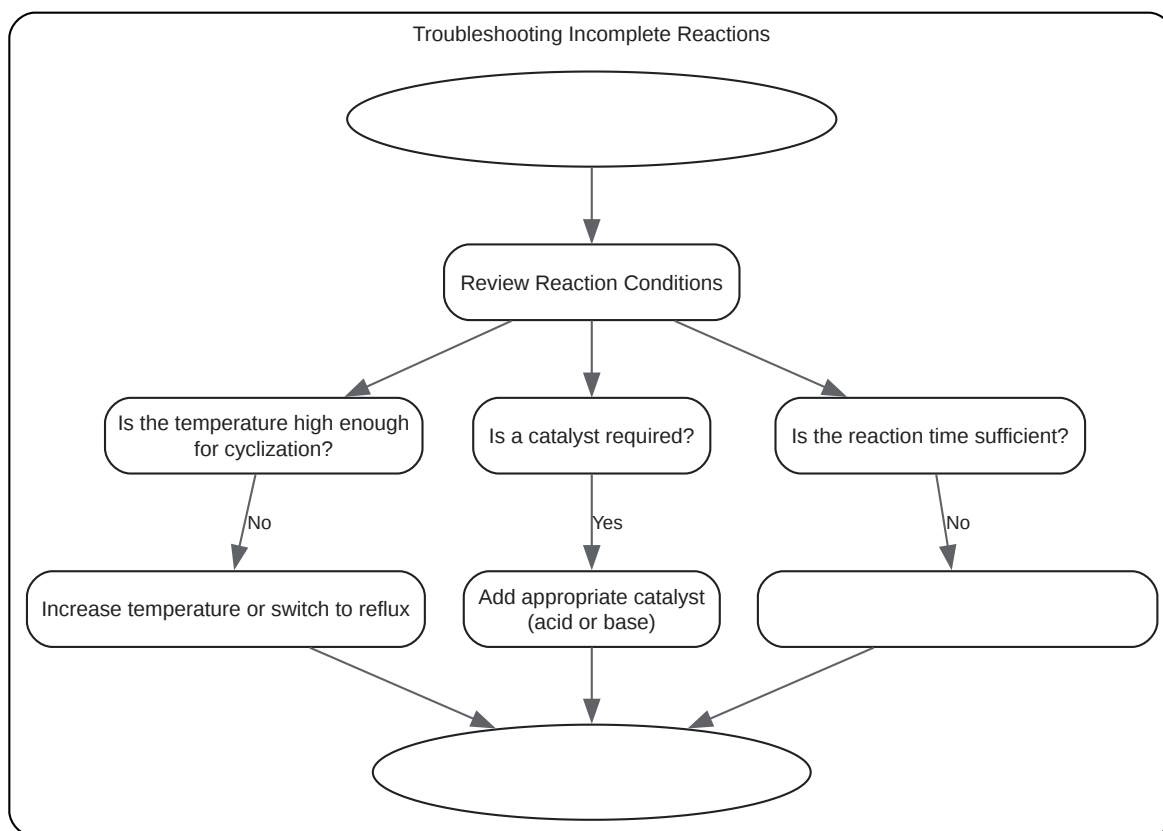 Troubleshooting Incomplete Reactions
Review Reaction Conditions
Is the temperature high enough
for cyclization?
Is a catalyst required?
Is the reaction time sufficient?
No
Yes
No
Increase temperature or switch to reflux
Add appropriate catalyst
(acid or base)